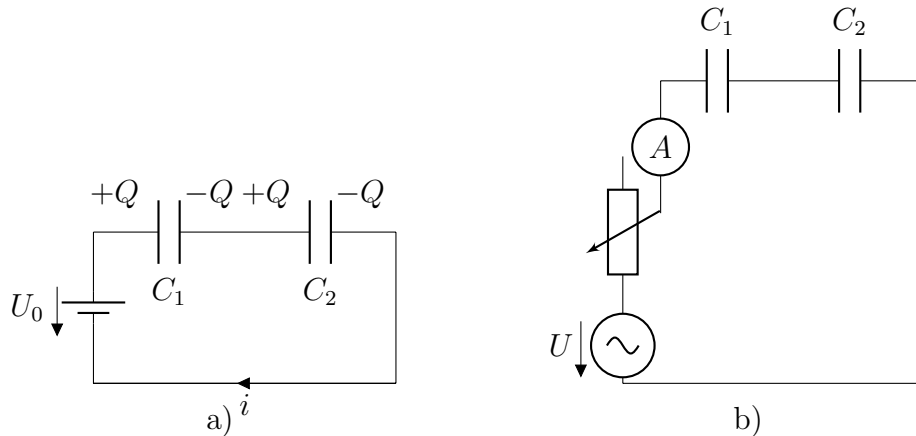 C₁ C₂
A
+Q −Q +Q −Q
C₁ C₂
U₀
U
i
a) b)